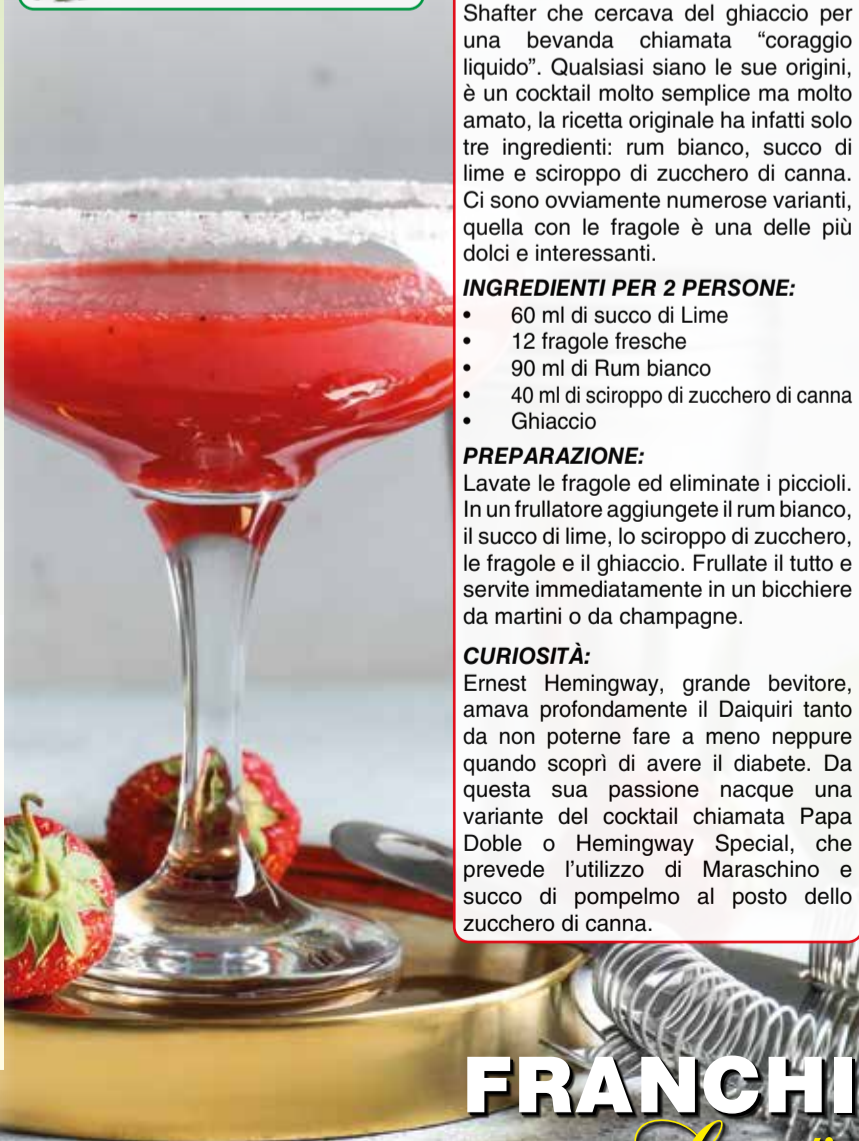 Shafter che cercava del ghiaccio per
una bevanda chiamata “coraggio
liquido”. Qualsiasi siano le sue origini,
è un cocktail molto semplice ma molto
amato, la ricetta originale ha infatti solo
tre ingredienti: rum bianco, succo di
lime e sciroppo di zucchero di canna.
Ci sono ovviamente numerose varianti,
quella con le fragole è una delle più
dolci e interessanti.
INGREDIENTI PER 2 PERSONE:
• 60 ml di succo di Lime
• 12 fragole fresche
• 90 ml di Rum bianco
• 40 ml di sciroppo di zucchero di canna
• Ghiaccio
PREPARAZIONE:
Lavate le fragole ed eliminate i piccioli.
In un frullatore aggiungete il rum bianco,
il succo di lime, lo sciroppo di zucchero,
le fragole e il ghiaccio. Frullate il tutto e
servite immediatamente in un bicchiere
da martini o da champagne.
CURIOSITÀ:
Ernest Hemingway, grande bevitore,
amava profondamente il Daiquiri tanto
da non poterne fare a meno neppure
quando scoprì di avere il diabete. Da
questa sua passione nacque una
variante del cocktail chiamata Papa
Doble o Hemingway Special, che
prevede l’utilizzo di Maraschino e
succo di pompelmo al posto dello
zucchero di canna.
FRANCHI